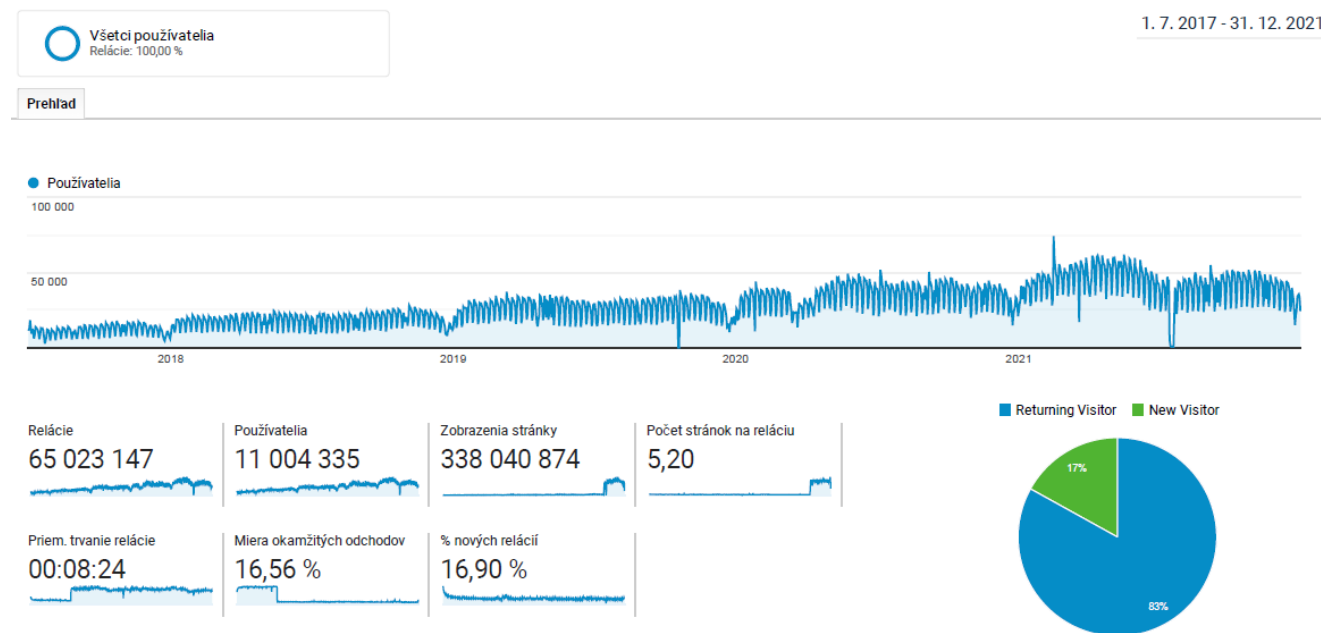 Všetci používatelia
Relácie: 100,00 %
1. 7. 2017 - 31. 12. 2021
Prehľad
Používatelia
100 000
50 000
2018
2019
2020
2021
Returning Visitor
New Visitor
Relácie
65 023 147
Používatelia
11 004 335
Zobrazenia stránky
338 040 874
Počet stránok na reláciu
5,20
Priem. trvanie relácie
00:08:24
Miera okamžitých odchodov
16,56 %
% nových relácií
16,90 %
17%
83%